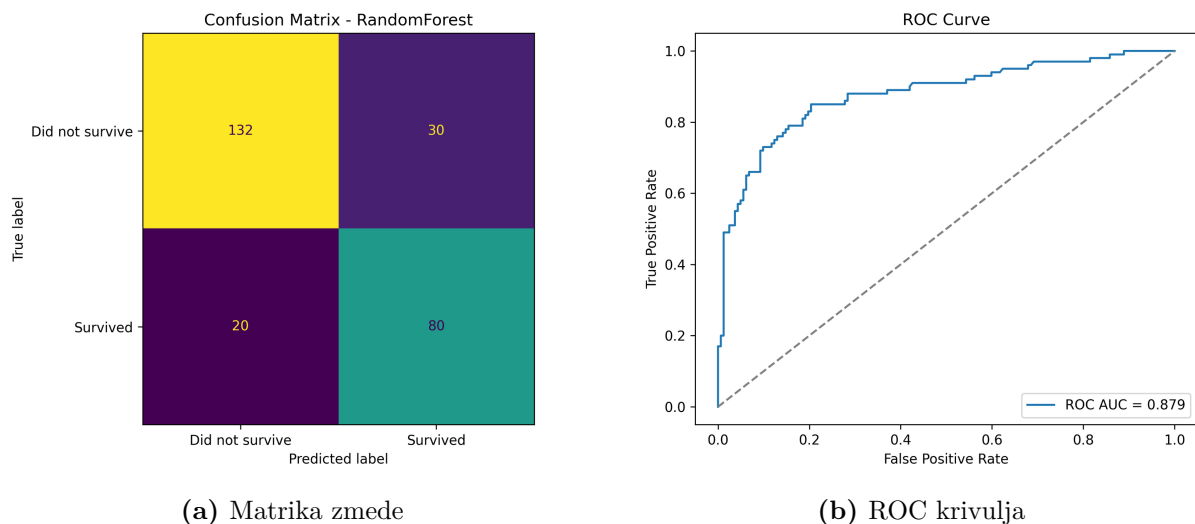 Confusion Matrix - RandomForest
True label
Did not survive
Survived
132
30
20
80
Did not survive
Survived
Predicted label
(a) Matrika zmede
ROC Curve
True Positive Rate
1.0
0.8
0.6
0.4
0.2
0.0
ROC AUC = 0.879
0.0
0.2
0.4
0.6
0.8
1.0
False Positive Rate
(b) ROC krivulja